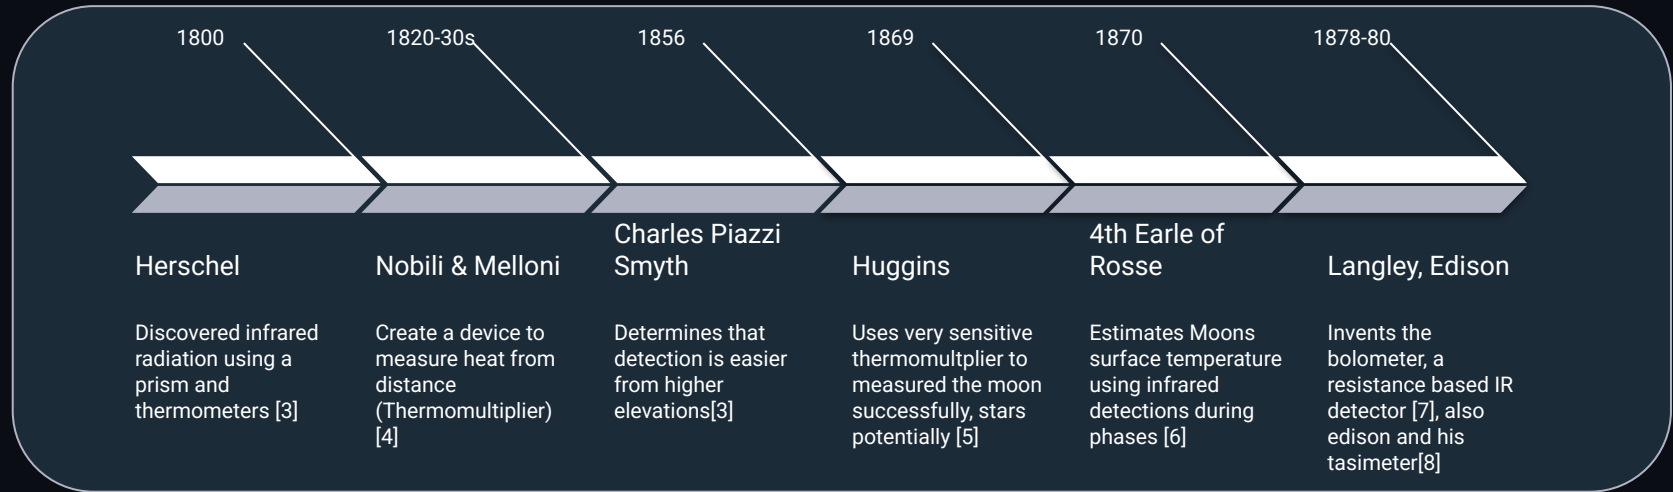 1800
1820-30s
1856
1869
1870
1878-80
Herschel
Nobili & Melloni
Charles Piazzi
Smyth
Huggins
4th Earle of
Rosse
Langley, Edison
Discovered infrared
radiation using a
prism and
thermometers [3]
Create a device to
measure heat from
distance
(Thermomultiplier)
[4]
Determines that
detection is easier
from higher
elevations[3]
Uses very sensitive
thermomultplier to
measured the moon
successfully, stars
potentially [5]
Estimates Moons
surface temperature
using infrared
detections during
phases [6]
Invents the
bolometer, a
resistance based IR
detector [7], also
edison and his
tasimeter[8]